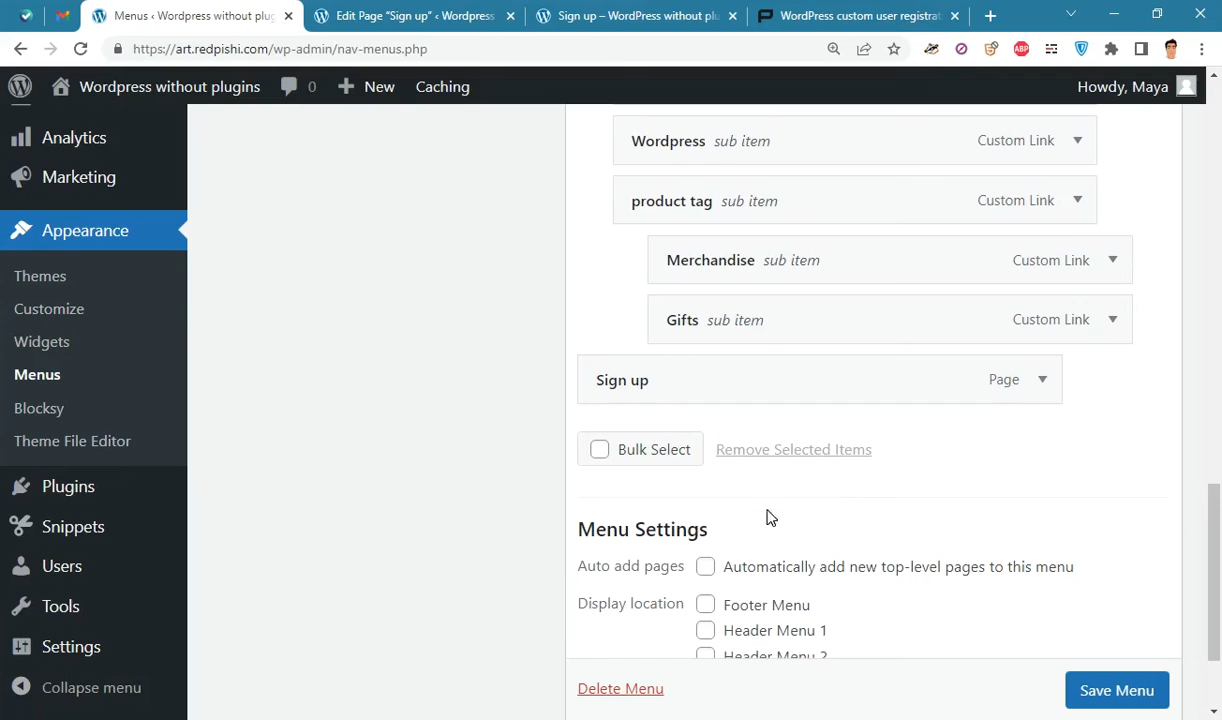 Menus ‹ Wordpress without plug
Edit Page “Sign up” ‹ Wordpress
Sign up – WordPress without plu
WordPress custom user registrat
https://art.redpishi.com/wp-admin/nav-menus.php
ABP
Wordpress without plugins
0
New
Caching
Howdy, Maya
Analytics
Marketing
Appearance
Themes
Customize
Widgets
Menus
Blocksy
Theme File Editor
Plugins
Snippets
Users
Tools
Settings
Collapse menu
Wordpress sub item Custom Link
product tag sub item Custom Link
Merchandise sub item Custom Link
Gifts sub item Custom Link
Sign up Page
Bulk Select Remove Selected Items
Menu Settings
Auto add pages Automatically add new top-level pages to this menu
Display location Footer Menu
Header Menu 1
Header Menu 2
Delete Menu Save Menu